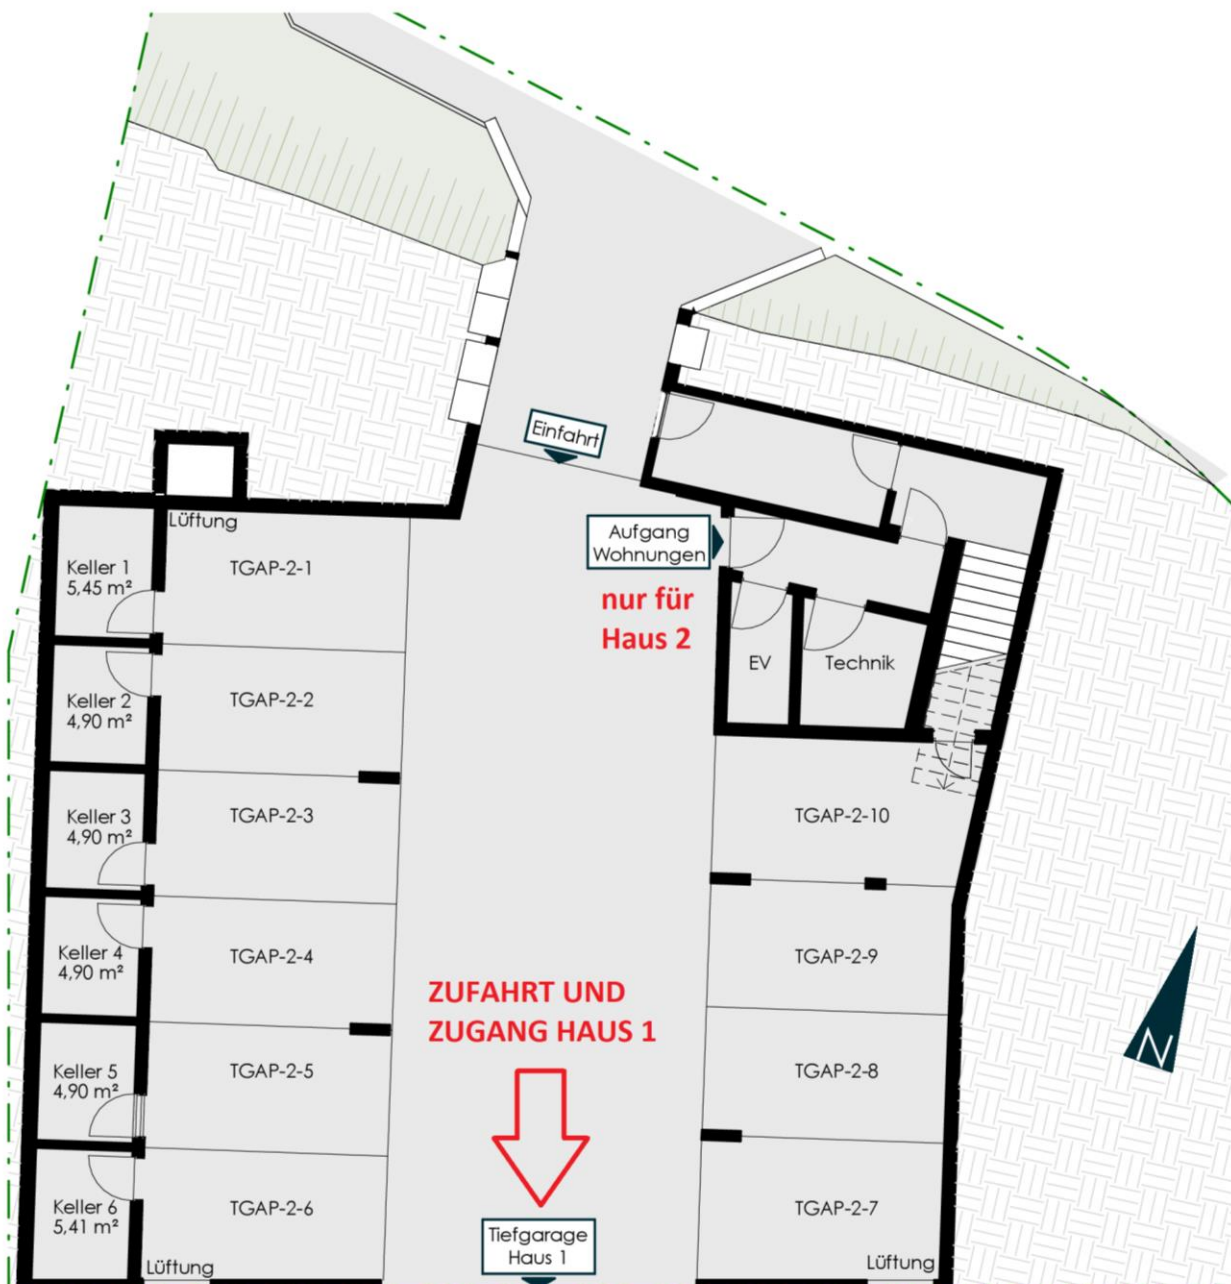 Einfahrt
Aufgang
Wohnungen
nur für
Haus 2
Lüftung
Keller 1
5,45 m²
TGAP-2-1
EV
Technik
Keller 2
4,90 m²
TGAP-2-2
Keller 3
4,90 m²
TGAP-2-3
TGAP-2-10
Keller 4
4,90 m²
TGAP-2-4
TGAP-2-9
ZUFAHRT UND
ZUGANG HAUS 1
N
Keller 5
4,90 m²
TGAP-2-5
TGAP-2-8
Keller 6
5,41 m²
TGAP-2-6
TGAP-2-7
Tiefgarage
Haus 1
Lüftung
Lüftung